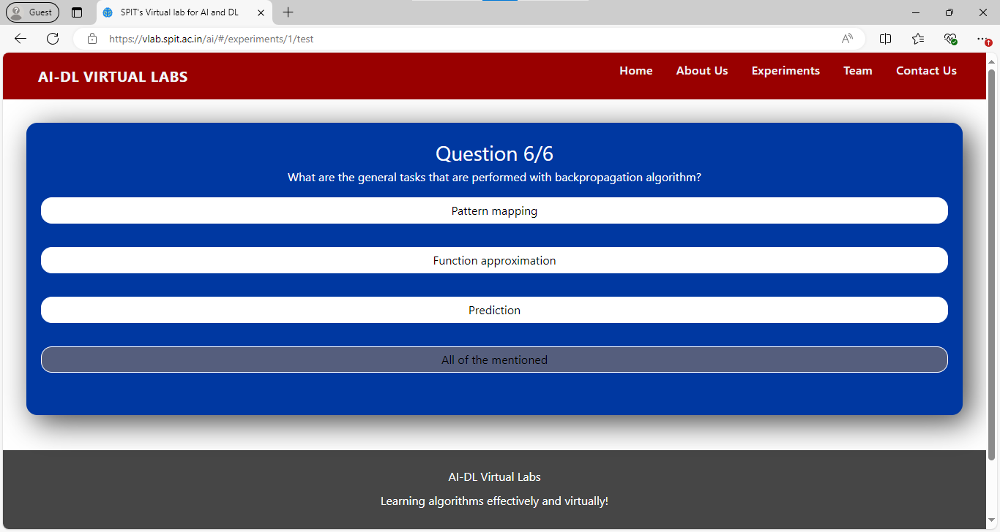 Guest
SPIT's Virtual lab for AI and DL
https://vlab.spit.ac.in/ai/#/experiments/1/test
AI-DL VIRTUAL LABS
Home About Us Experiments Team Contact Us
Question 6/6
What are the general tasks that are performed with backpropagation algorithm?
Pattern mapping
Function approximation
Prediction
All of the mentioned
AI-DL Virtual Labs
Learning algorithms effectively and virtually!